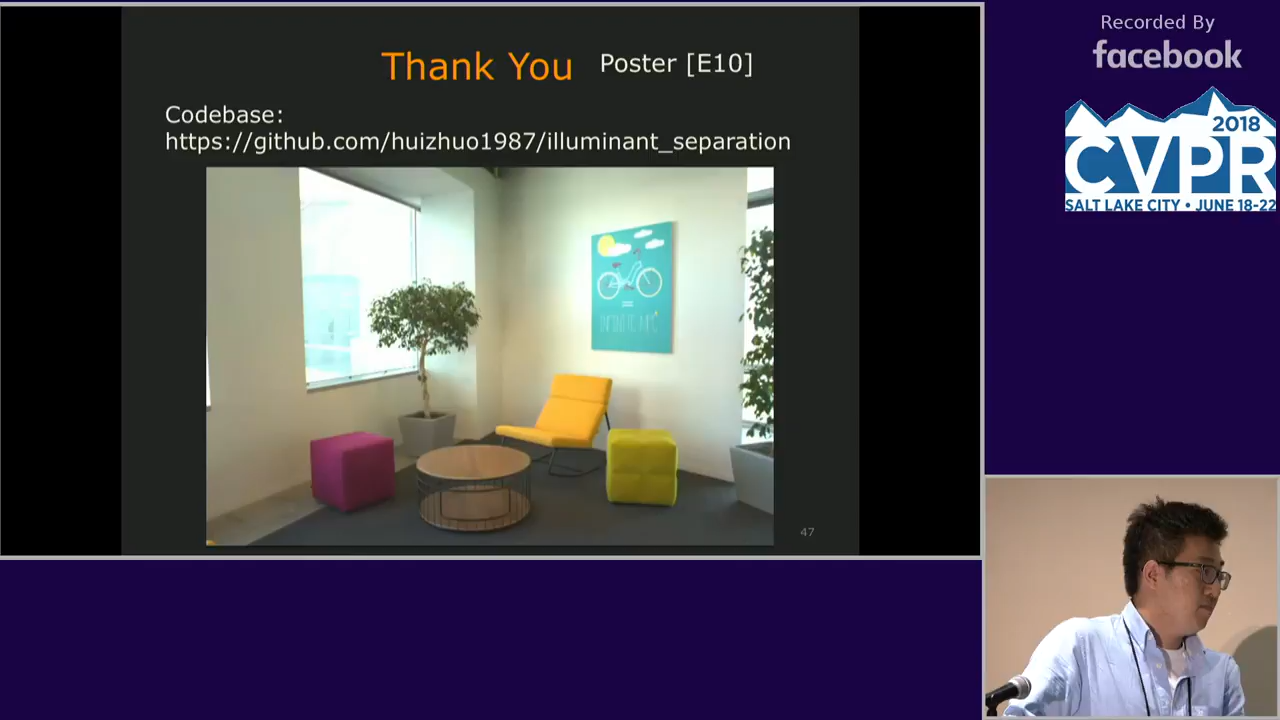 Thank You Poster [E10]
Codebase:
https://github.com/huizhuo1987/illuminant_separation
47
Recorded By
facebook
2018
CVPR
SALT LAKE CITY • JUNE 18-22